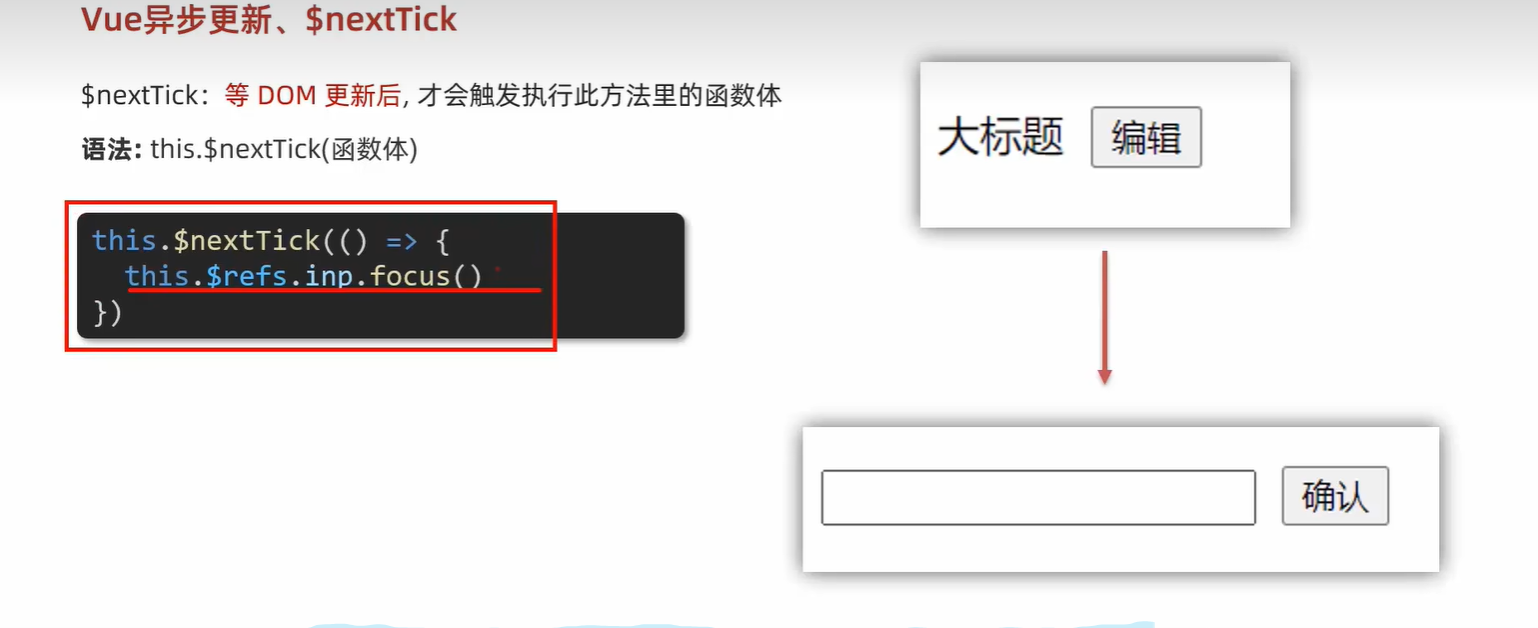 Vue异步更新、$nextTick
$nextTick：等 DOM 更新后, 才会触发执行此方法里的函数体
语法: this.$nextTick(函数体)
this.$nextTick(() => {
  this.$refs.inp.focus()
})
大标题 编辑
确认